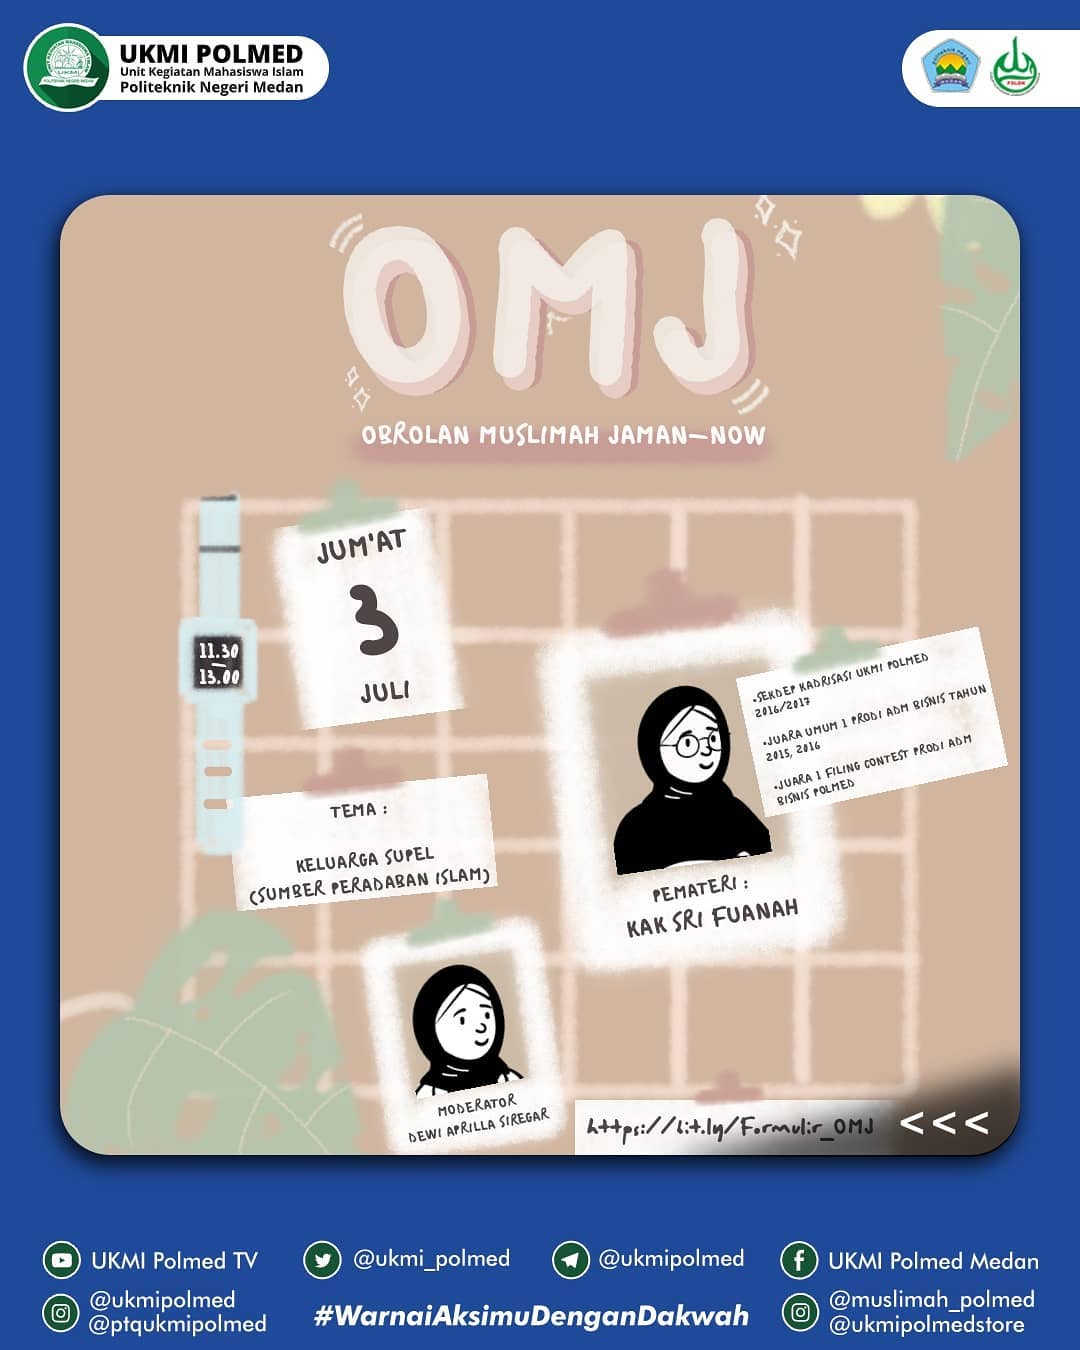 UKMI POLMED
Unit Kegiatan Mahasiswa Islam
Politeknik Negeri Medan
OMJ
OBROLAN MUSLIMAH JAMAN-NOW
JUM'AT
3
JULI
11.30
—
13.00
TEMA :
KELUARGA SUPEL
(SUMBER PERADABAN ISLAM)
•SEKDEP KADRISASI UKMI POLMED
2016/2017
•JUARA UMUM 1 PRODI ADM BISNIS TAHUN
2015, 2016
•JUARA 1 FILING CONTEST PRODI ADM
BISNIS POLMED
PEMATERI :
KAK SRI FUANAH
MODERATOR
DEWI APRILLA SIREGAR
https://bit.ly/Formulir_OMJ
<<<
UKMI Polmed TV
@ukmi_polmed
@ukmipolmed
UKMI Polmed Medan
@ukmipolmed
@ptqukmipolmed
#WarnaiAksimuDenganDakwah
@muslimah_polmed
@ukmipolmedstore